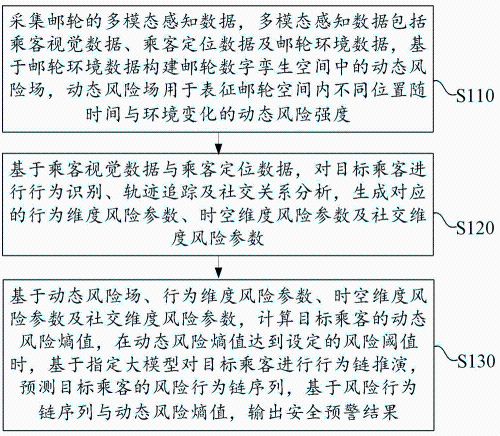 采集邮轮的多模态感知数据，多模态感知数据包括
乘客视觉数据、乘客定位数据及邮轮环境数据，基
于邮轮环境数据构建邮轮数字孪生空间中的动态风
险场，动态风险场用于表征邮轮空间内不同位置随
时间与环境变化的动态风险强度
S110
基于乘客视觉数据与乘客定位数据，对目标乘客进
行行为识别、轨迹追踪及社交关系分析，生成对应
的行为维度风险参数、时空维度风险参数及社交维
度风险参数
S120
基于动态风险场、行为维度风险参数、时空维度风
险参数及社交维度风险参数，计算目标乘客的动态
风险熵值，在动态风险熵值达到设定的风险阈值
时，基于指定大模型对目标乘客进行行为链推演，
预测目标乘客的风险行为链序列，基于风险行为
链序列与动态风险熵值，输出安全预警结果
S130